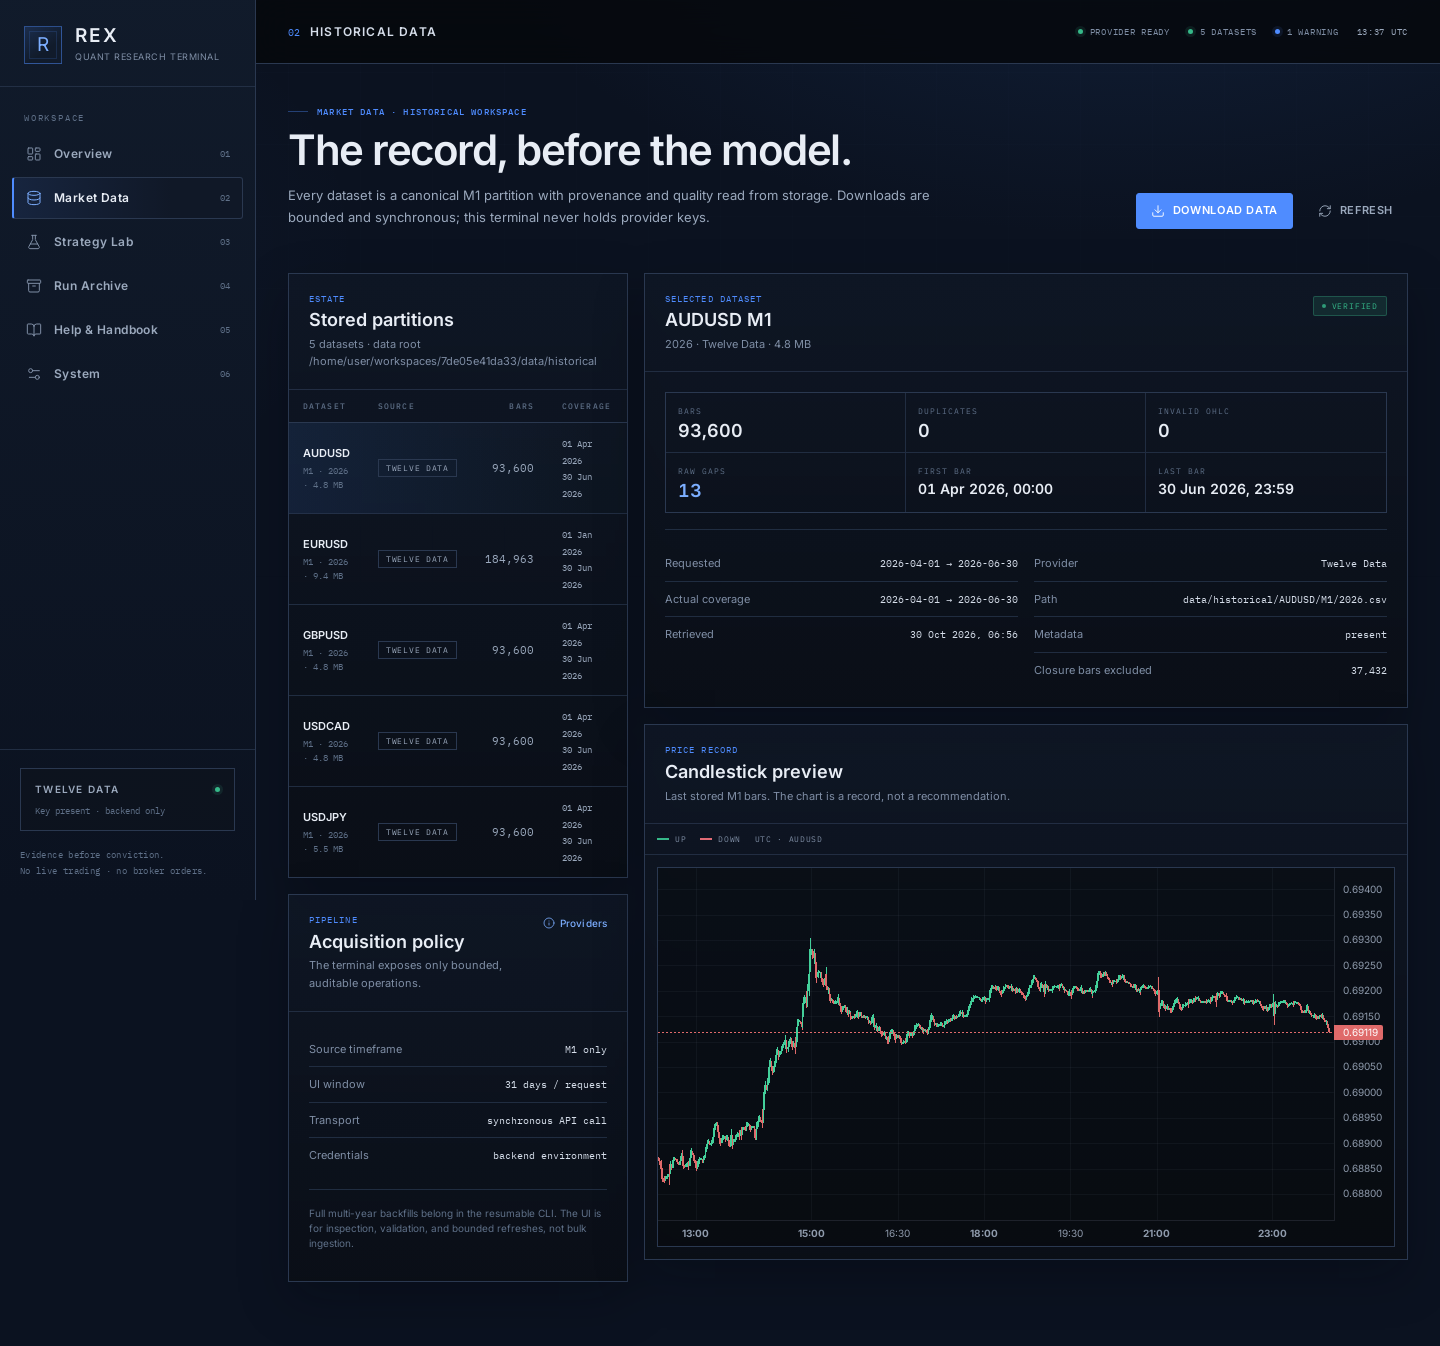 R
REX
QUANT RESEARCH TERMINAL
WORKSPACE
Overview 01
Market Data 02
Strategy Lab 03
Run Archive 04
Help & Handbook 05
System 06
TWELVE DATA
Key present · backend only
Evidence before conviction.
No live trading · no broker orders.
02 HISTORICAL DATA
PROVIDER READY 5 DATASETS 1 WARNING 13:37 UTC
MARKET DATA · HISTORICAL WORKSPACE
The record, before the model.
Every dataset is a canonical M1 partition with provenance and quality read from storage. Downloads are
bounded and synchronous; this terminal never holds provider keys.
DOWNLOAD DATA REFRESH
ESTATE
Stored partitions
5 datasets · data root
/home/user/workspaces/7de05e41da33/data/historical
DATASET SOURCE BARS COVERAGE
AUDUSD
M1 · 2026
· 4.8 MB
TWELVE DATA
93,600
01 Apr
2026
30 Jun
2026
EURUSD
M1 · 2026
· 9.4 MB
TWELVE DATA
184,963
01 Jan
2026
30 Jun
2026
GBPUSD
M1 · 2026
· 4.8 MB
TWELVE DATA
93,600
01 Apr
2026
30 Jun
2026
USDCAD
M1 · 2026
· 4.8 MB
TWELVE DATA
93,600
01 Apr
2026
30 Jun
2026
USDJPY
M1 · 2026
· 5.5 MB
TWELVE DATA
93,600
01 Apr
2026
30 Jun
2026
PIPELINE
Providers
Acquisition policy
The terminal exposes only bounded,
auditable operations.
Source timeframe M1 only
UI window 31 days / request
Transport synchronous API call
Credentials backend environment
Full multi-year backfills belong in the resumable CLI. The UI is
for inspection, validation, and bounded refreshes, not bulk
ingestion.
SELECTED DATASET
AUDUSD M1
2026 · Twelve Data · 4.8 MB
VERIFIED
BARS
93,600
DUPLICATES
0
INVALID OHLC
0
RAW GAPS
13
FIRST BAR
01 Apr 2026, 00:00
LAST BAR
30 Jun 2026, 23:59
Requested 2026-04-01 → 2026-06-30
Actual coverage 2026-04-01 → 2026-06-30
Retrieved 30 Oct 2026, 06:56
Provider Twelve Data
Path data/historical/AUDUSD/M1/2026.csv
Metadata present
Closure bars excluded 37,432
PRICE RECORD
Candlestick preview
Last stored M1 bars. The chart is a record, not a recommendation.
UP DOWN UTC · AUDUSD
0.69400
0.69350
0.69300
0.69250
0.69200
0.69150
0.69119
0.69100
0.69050
0.69000
0.68950
0.68900
0.68850
0.68800
13:00 15:00 16:30 18:00 19:30 21:00 23:00